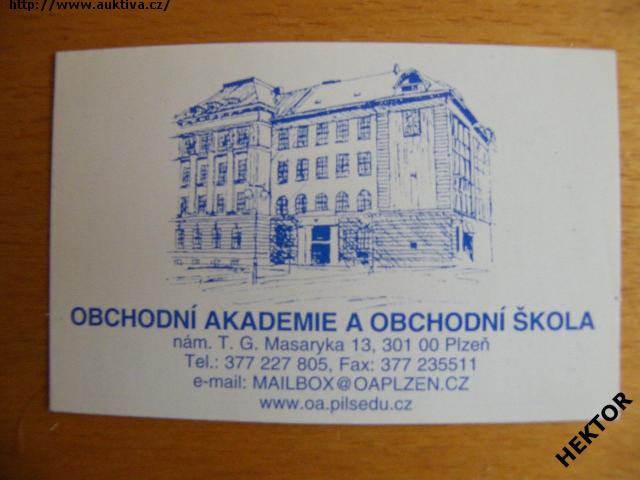 http://www.auktiva.cz/
OBCHODNÍ AKADEMIE A OBCHODNÍ ŠKOLA
nám. T. G. Masaryka 13, 301 00 Plzeň
Tel.: 377 227 805, Fax: 377 235511
e-mail: MAILBOX@OAPLZEN.CZ
www.oa.pilsedu.cz
HEKTOR